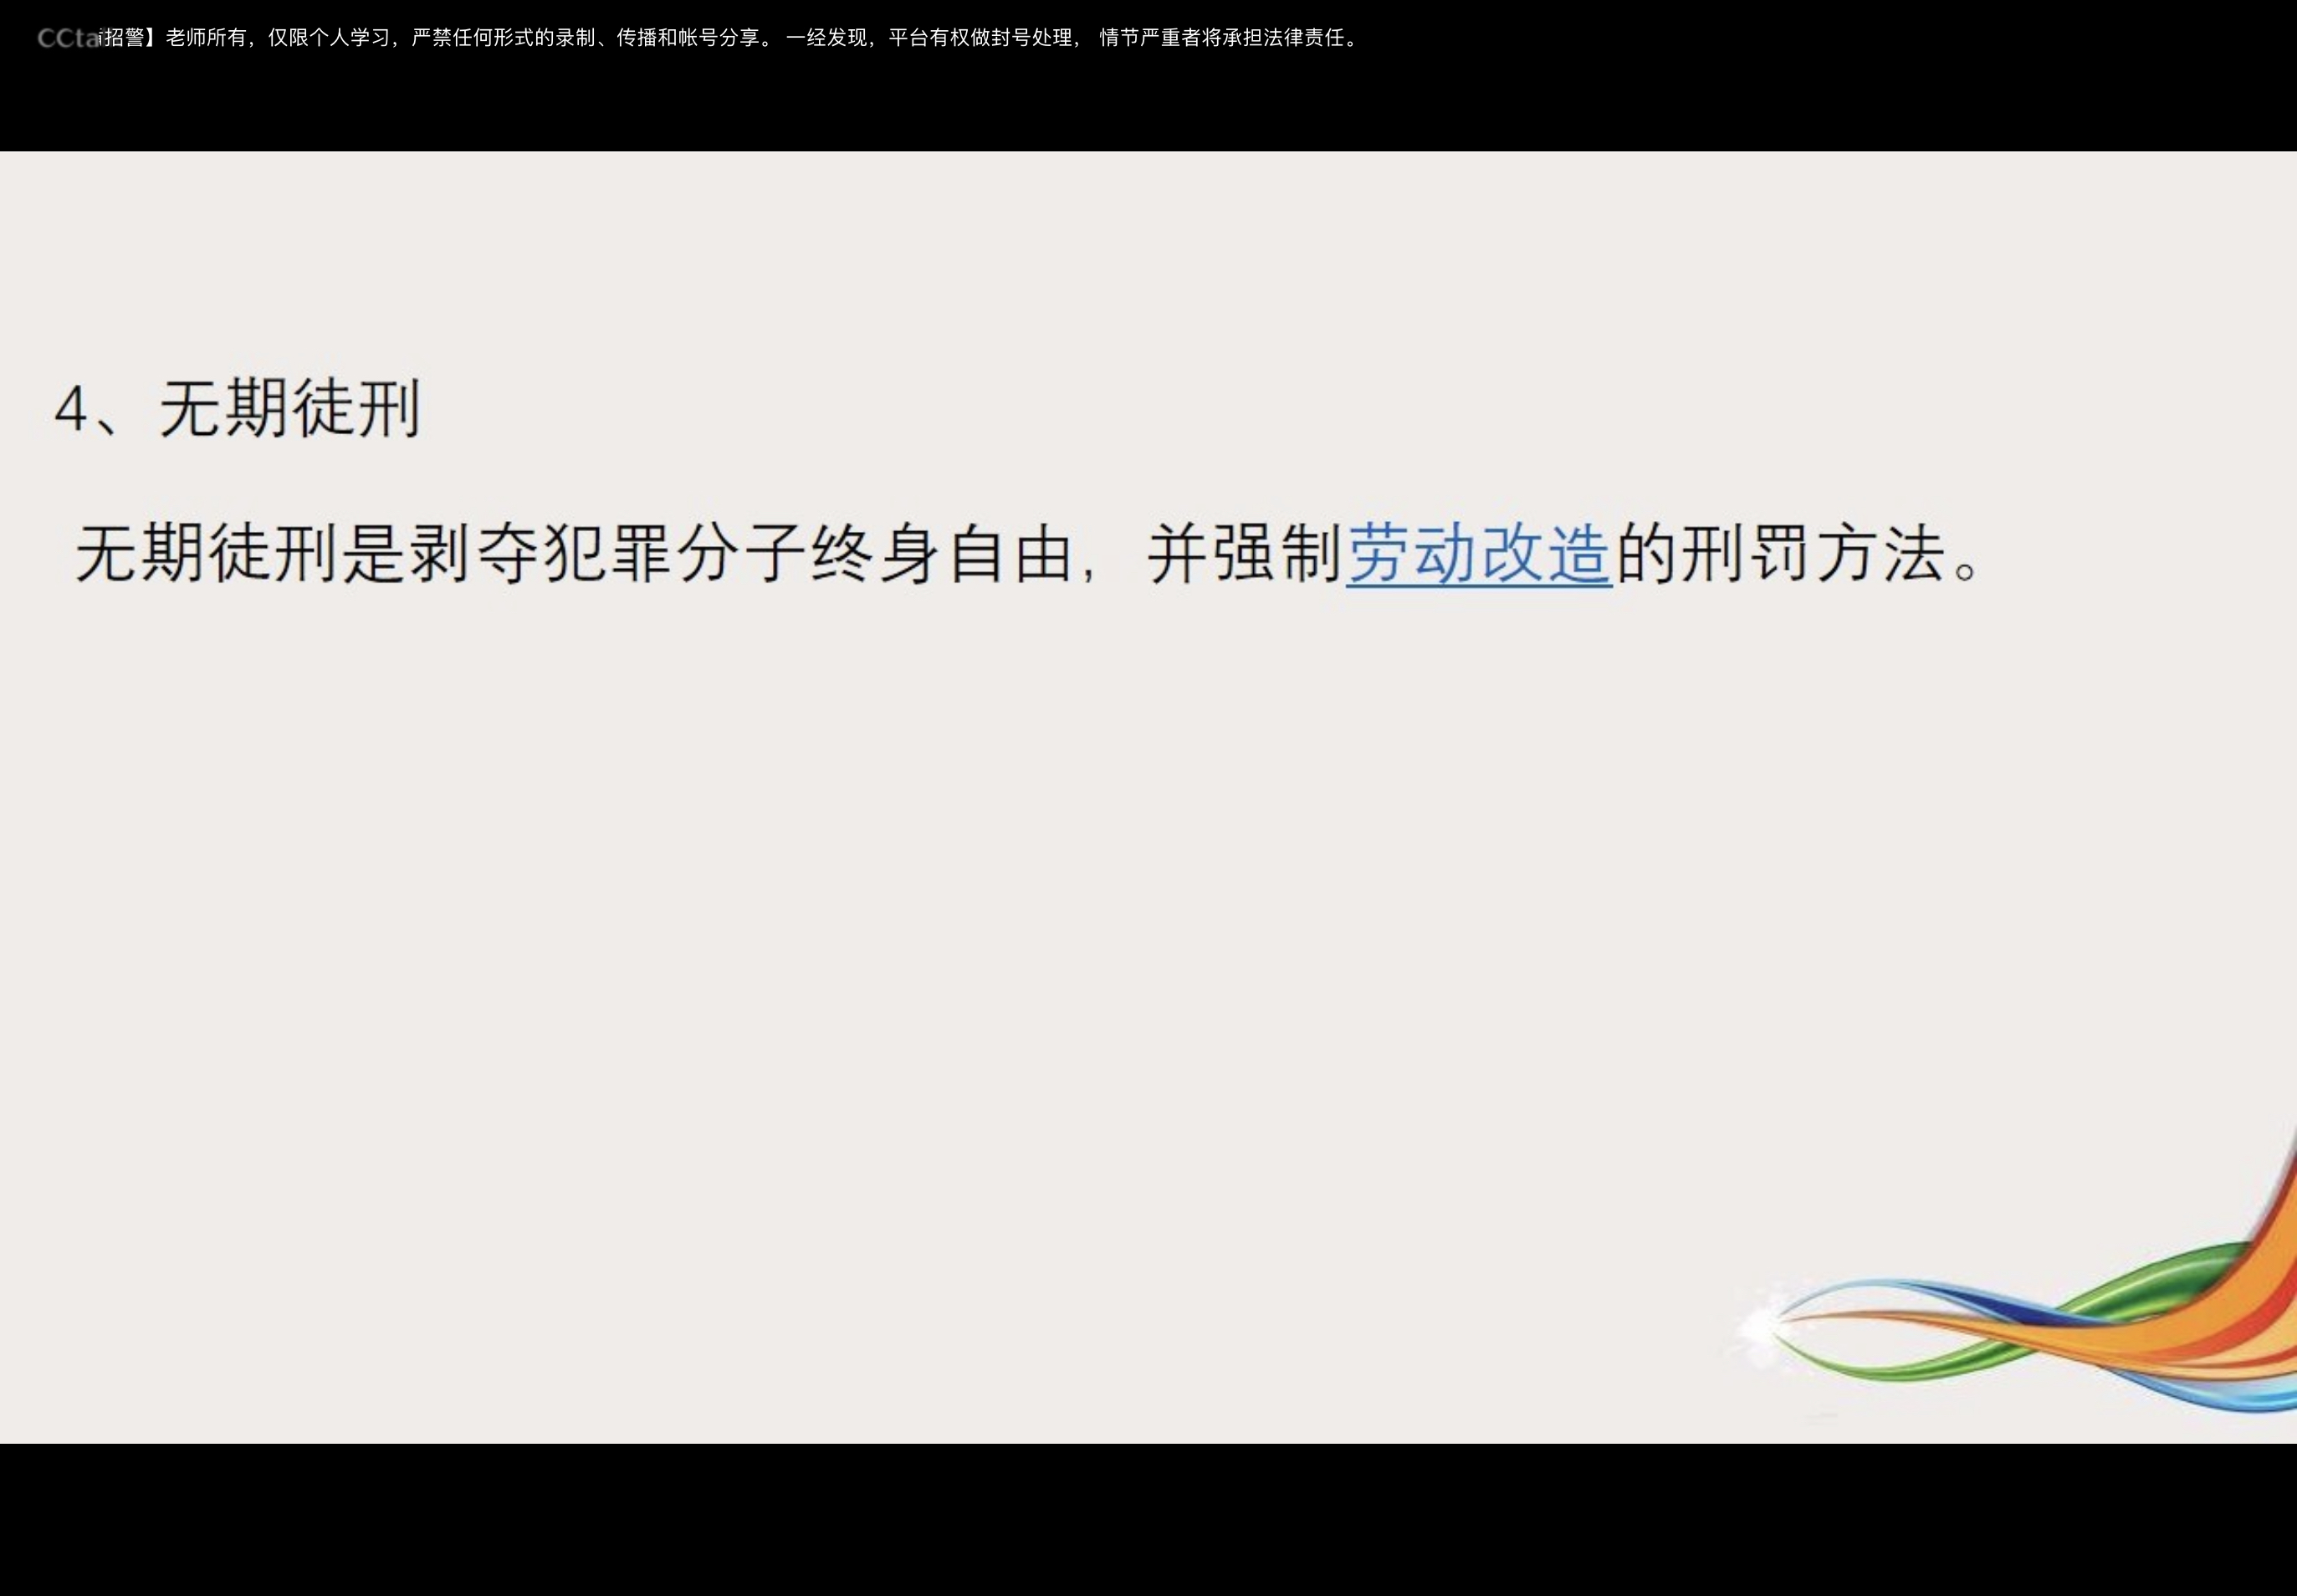 CCta招警】老师所有，仅限个人学习，严禁任何形式的录制、传播和帐号分享。 一经发现，平台有权做封号处理， 情节严重者将承担法律责任。
4、无期徒刑
无期徒刑是剥夺犯罪分子终身自由，并强制劳动改造的刑罚方法。